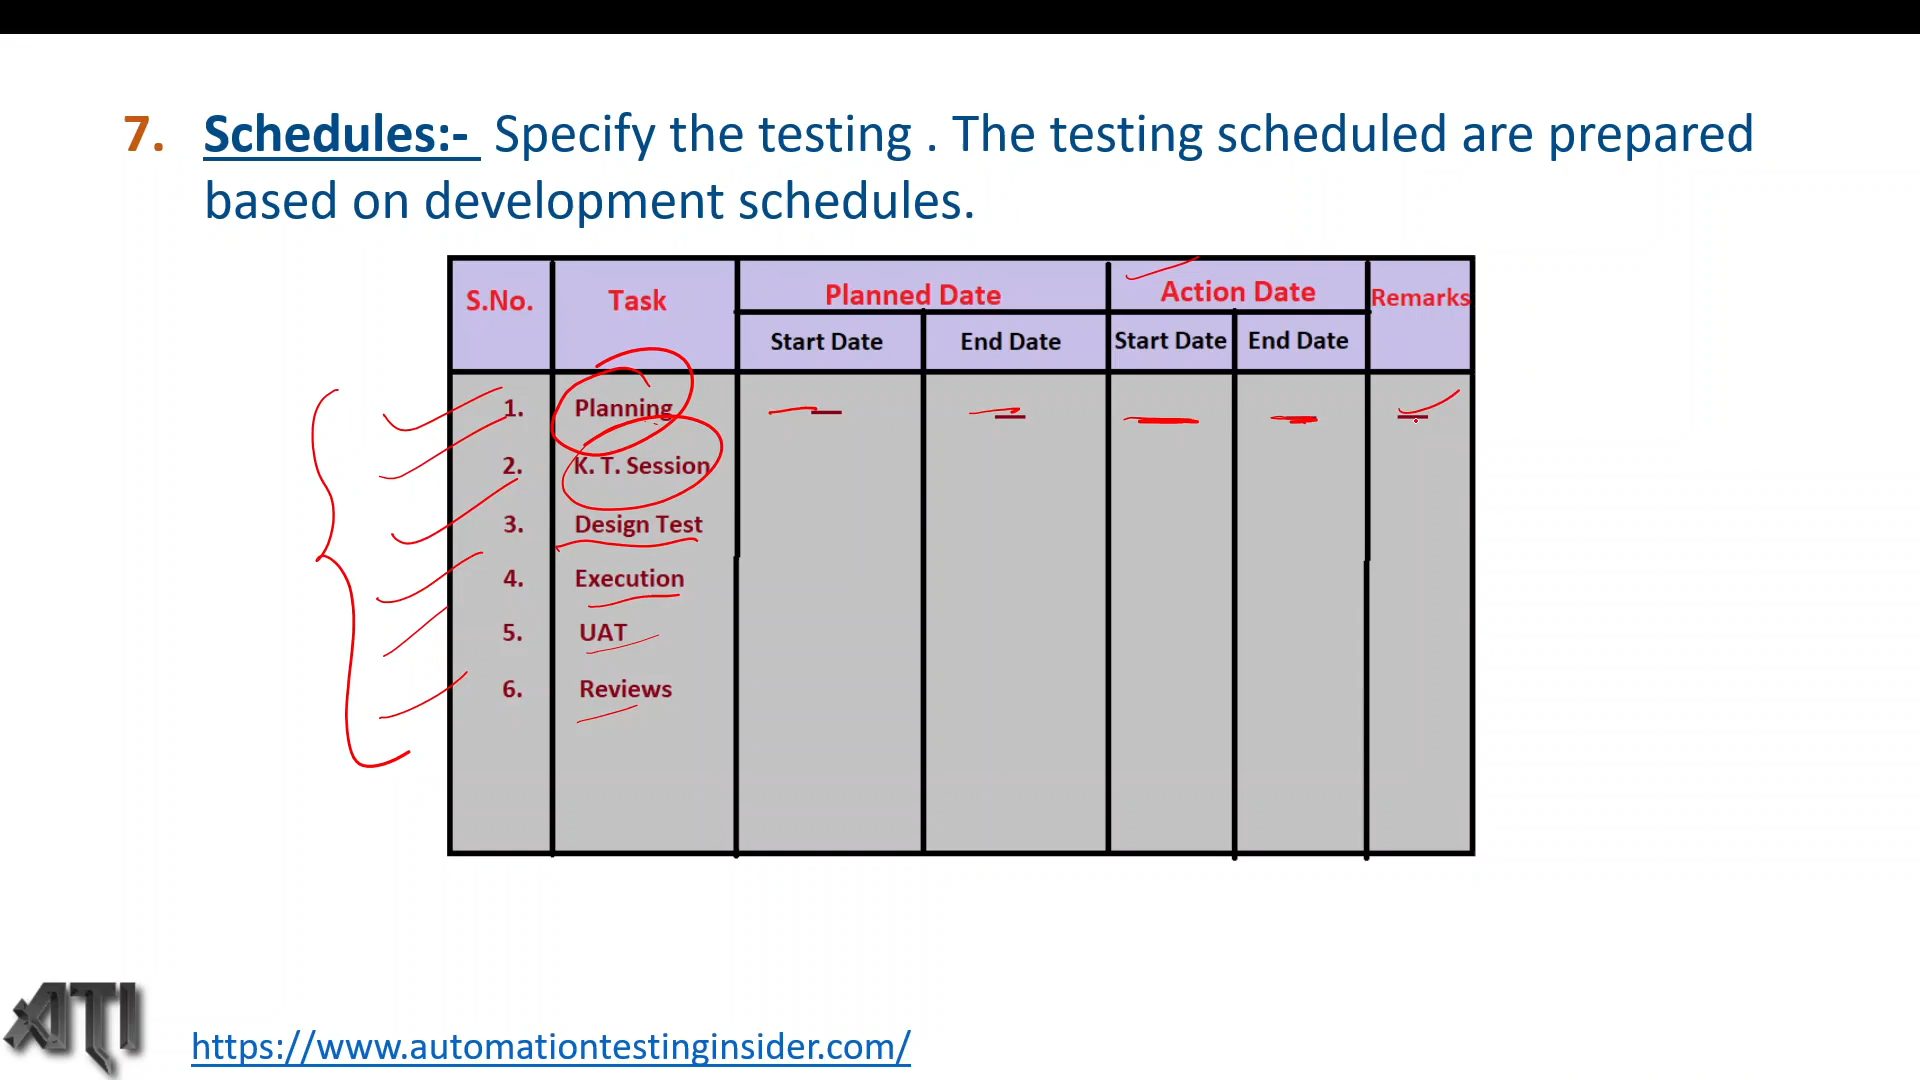 7. Schedules:- Specify the testing . The testing scheduled are prepared
based on development schedules.
S.No. Task Planned Date Action Date Remarks
Start Date End Date Start Date End Date
1. Planning
2. K. T. Session
3. Design Test
4. Execution
5. UAT
6. Reviews
ATI
https://www.automationtestinginsider.com/